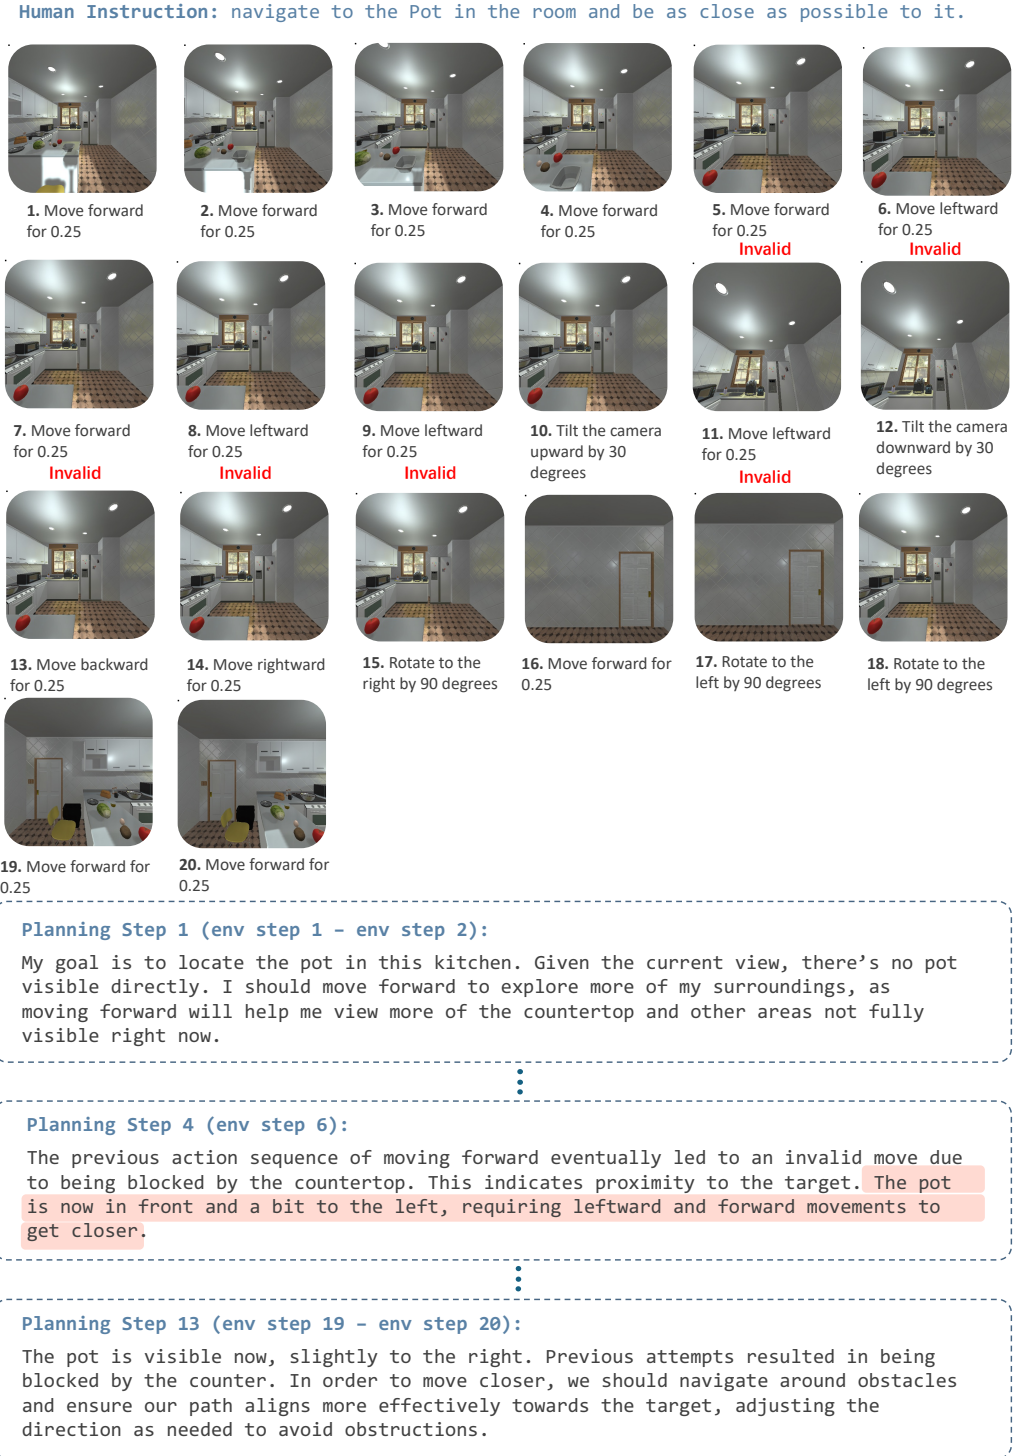 Human Instruction: navigate to the Pot in the room and be as close as possible to it.
1. Move forward
for 0.25
2. Move forward
for 0.25
3. Move forward
for 0.25
4. Move forward
for 0.25
5. Move forward
for 0.25
Invalid
6. Move leftward
for 0.25
Invalid
7. Move forward
for 0.25
Invalid
8. Move leftward
for 0.25
Invalid
9. Move leftward
for 0.25
Invalid
10. Tilt the camera
upward by 30
degrees
11. Move leftward
for 0.25
Invalid
12. Tilt the camera
downward by 30
degrees
13. Move backward
for 0.25
14. Move rightward
for 0.25
15. Rotate to the
right by 90 degrees
16. Move forward for
0.25
17. Rotate to the
left by 90 degrees
18. Rotate to the
left by 90 degrees
19. Move forward for
0.25
20. Move forward for
0.25
Planning Step 1 (env step 1 – env step 2):
My goal is to locate the pot in this kitchen. Given the current view, there’s no pot
visible directly. I should move forward to explore more of my surroundings, as
moving forward will help me view more of the countertop and other areas not fully
visible right now.
Planning Step 4 (env step 6):
The previous action sequence of moving forward eventually led to an invalid move due
to being blocked by the countertop. This indicates proximity to the target. The pot
is now in front and a bit to the left, requiring leftward and forward movements to
get closer.
Planning Step 13 (env step 19 – env step 20):
The pot is visible now, slightly to the right. Previous attempts resulted in being
blocked by the counter. In order to move closer, we should navigate around obstacles
and ensure our path aligns more effectively towards the target, adjusting the
direction as needed to avoid obstructions.